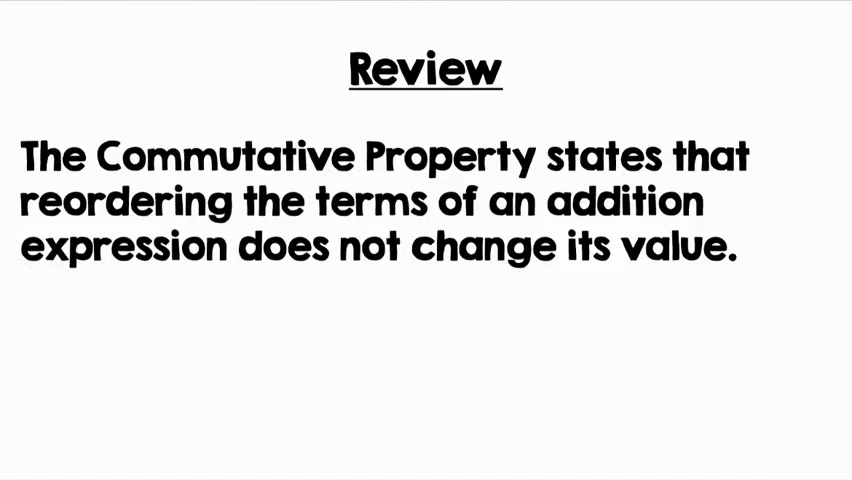 Review
The Commutative Property states that
reordering the terms of an addition
expression does not change its value.